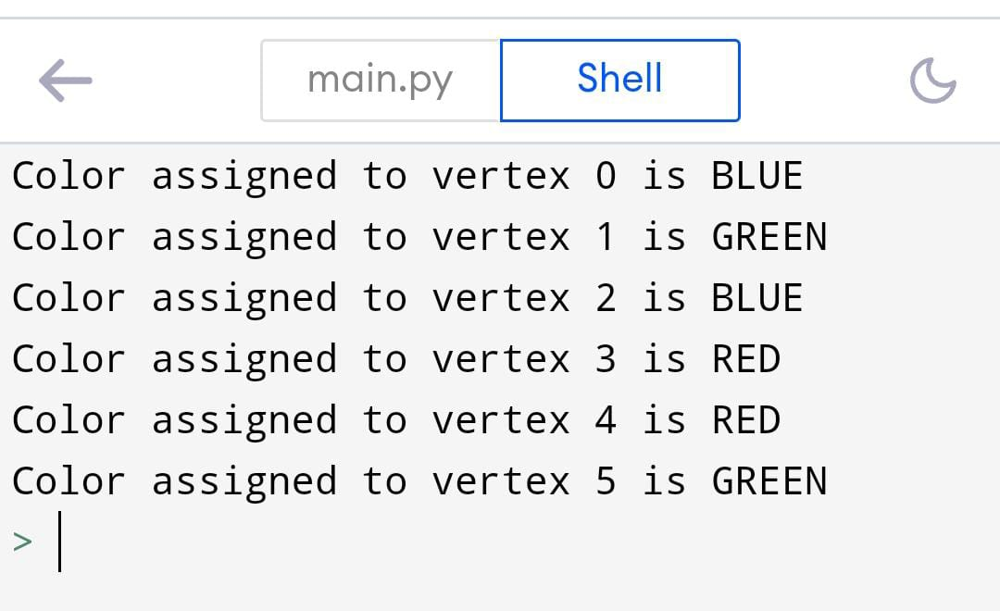 main.py Shell
Color assigned to vertex 0 is BLUE
Color assigned to vertex 1 is GREEN
Color assigned to vertex 2 is BLUE
Color assigned to vertex 3 is RED
Color assigned to vertex 4 is RED
Color assigned to vertex 5 is GREEN
>